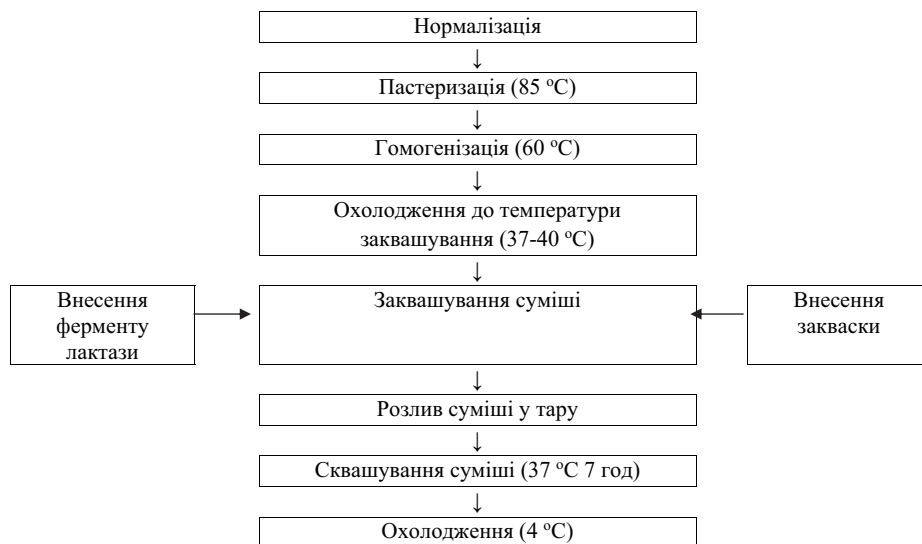 Нормалізація
↓
Пастеризація (85 ºС)
↓
Гомогенізація (60 ºС)
↓
Охолодження до температури
заквашування (37-40 ºС)
↓
Внесення
ферменту
лактази
Заквашування суміші
Внесення
закваски
↓
Розлив суміші у тару
↓
Сквашування суміші (37 ºС 7 год)
↓
Охолодження (4 ºС)